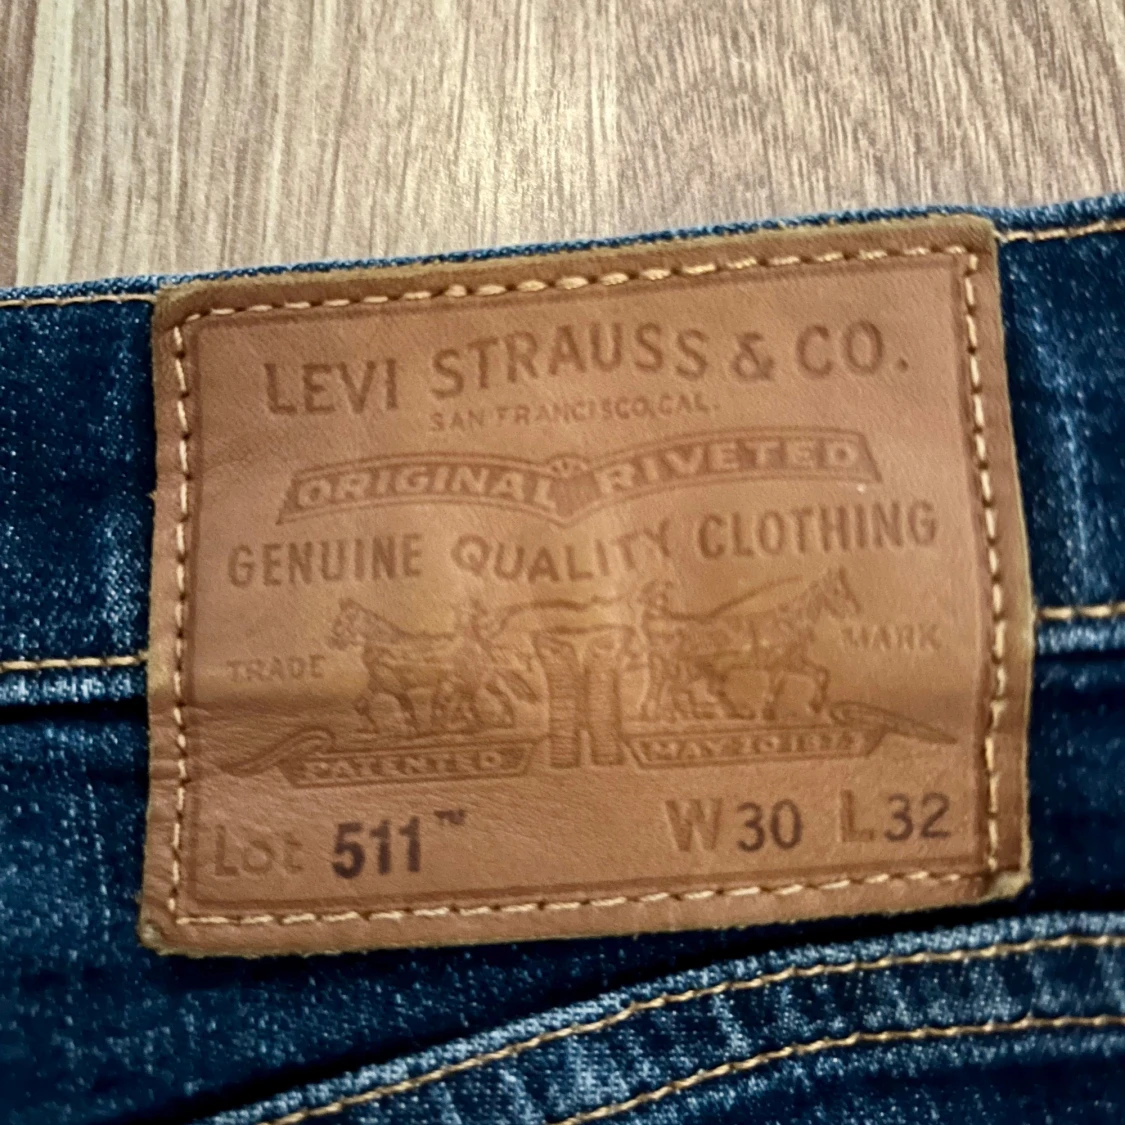 LEVI STRAUSS & CO.
SAN FRANCISCO, CAL.
ORIGINAL RIVETED
GENUINE QUALITY CLOTHING
TRADE MARK
PATENTED MAY 20 1873
Lot 511™ W30 L32